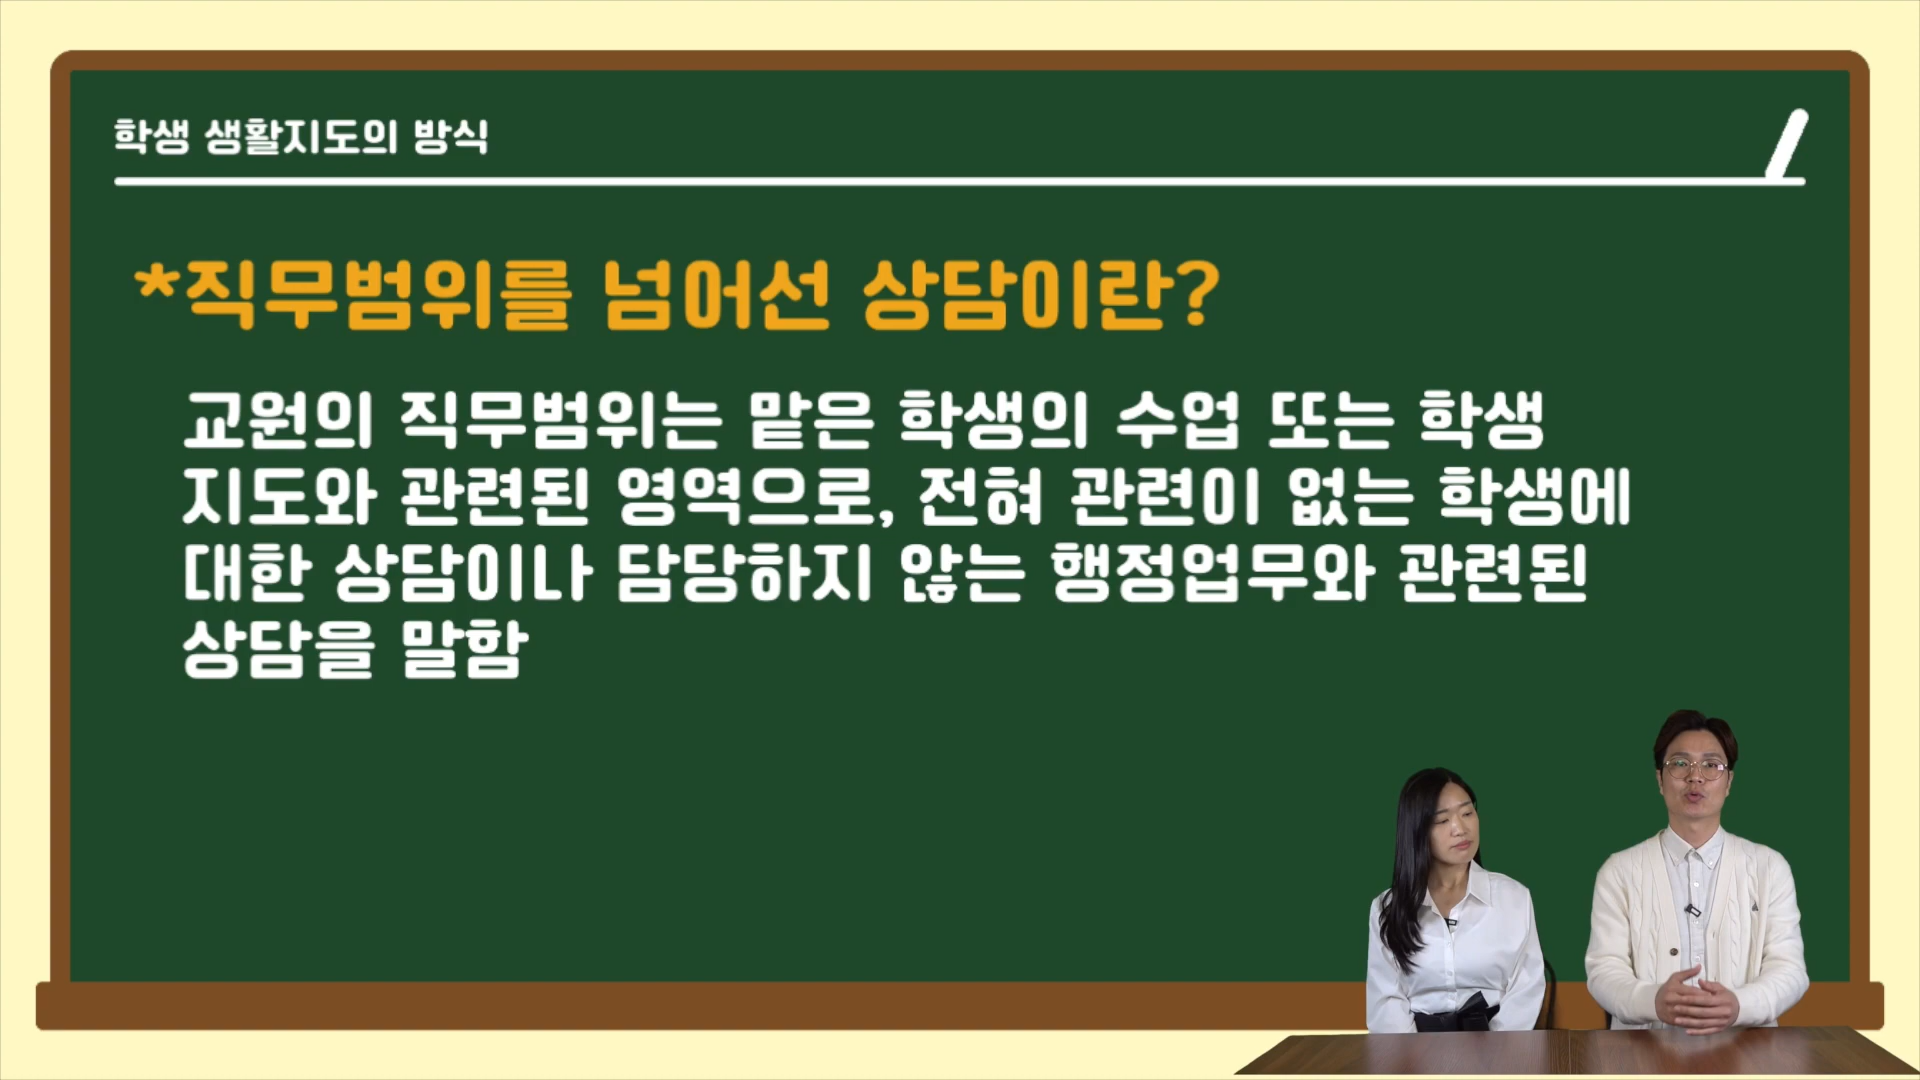 학생 생활지도의 방식
*직무범위를 넘어선 상담이란?
교원의 직무범위는 맡은 학생의 수업 또는 학생
지도와 관련된 영역으로, 전혀 관련이 없는 학생에
대한 상담이나 담당하지 않는 행정업무와 관련된
상담을 말함